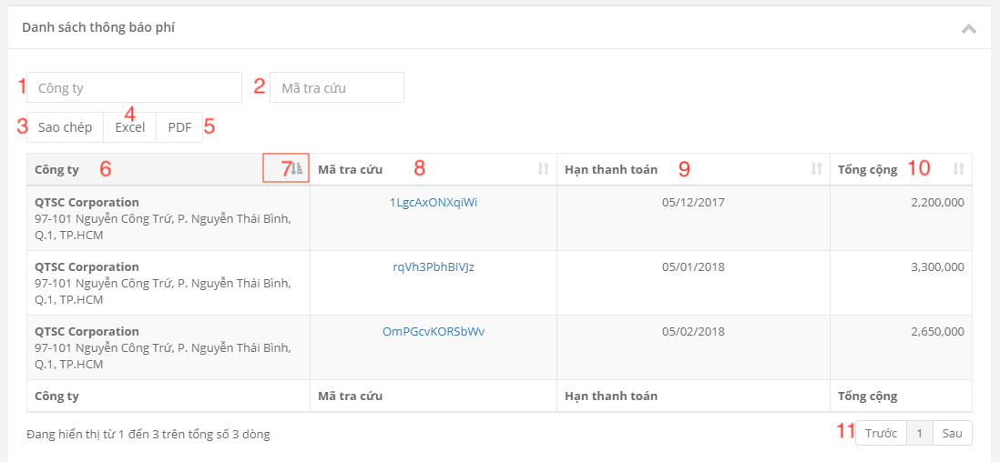 Danh sách thông báo phí
1 Công ty 2 Mã tra cứu
4
3 Sao chép Excel PDF 5
Công ty 6 7 Mã tra cứu 8 Hạn thanh toán 9 Tổng cộng 10
QTSC Corporation 1LgcAxONXqiWi 05/12/2017 2,200,000
97-101 Nguyễn Công Trứ, P. Nguyễn Thái Bình,
Q.1, TP.HCM
QTSC Corporation rqVh3PbhBIVJz 05/01/2018 3,300,000
97-101 Nguyễn Công Trứ, P. Nguyễn Thái Bình,
Q.1, TP.HCM
QTSC Corporation OmPGcvKORSbWv 05/02/2018 2,650,000
97-101 Nguyễn Công Trứ, P. Nguyễn Thái Bình,
Q.1, TP.HCM
Công ty Mã tra cứu Hạn thanh toán Tổng cộng
Đang hiển thị từ 1 đến 3 trên tổng số 3 dòng 11 Trước 1 Sau